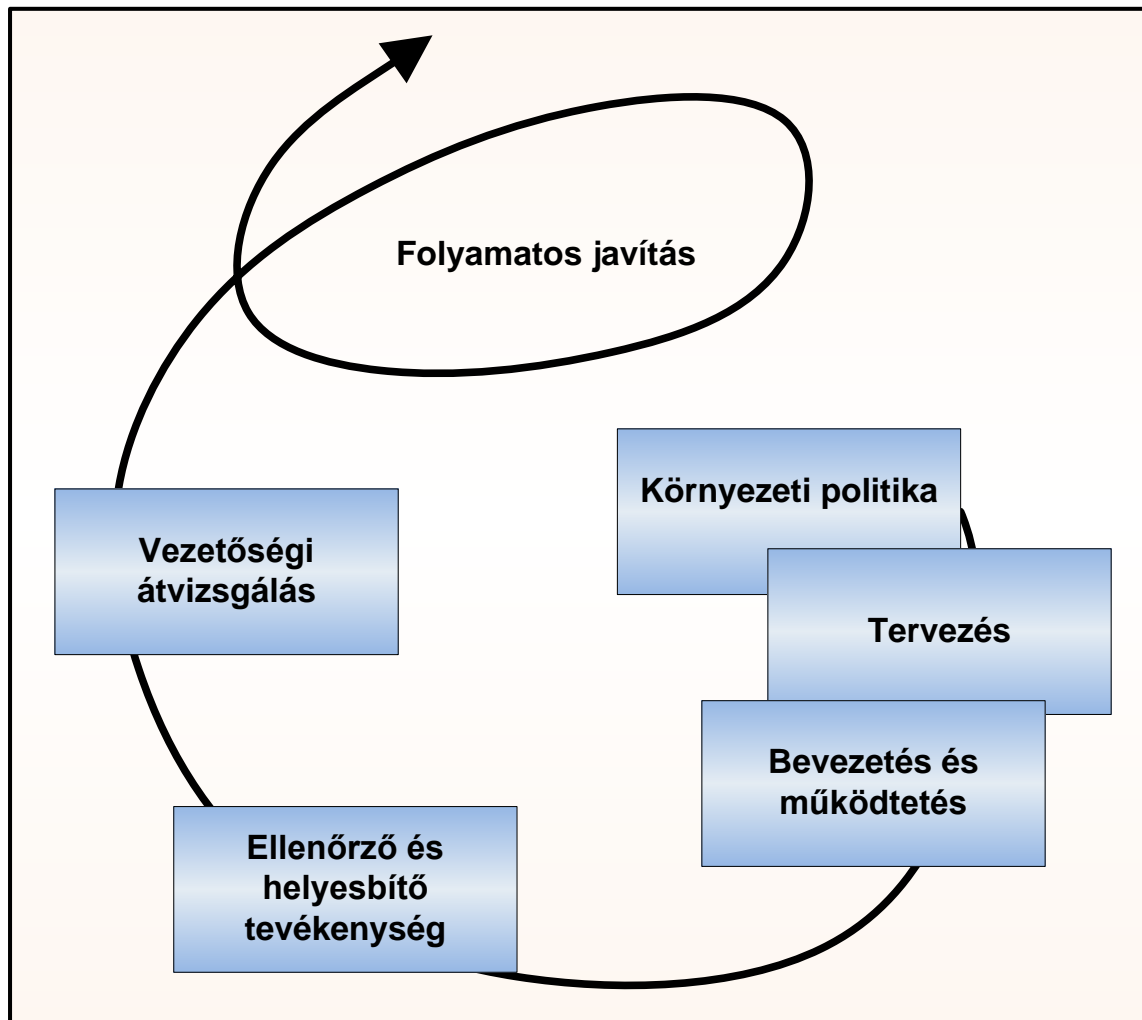 Folyamatos javítás
Környezeti politika
Tervezés
Bevezetés és
működtetés
Ellenőrző és
helyesbítő
tevékenység
Vezetőségi
átvizsgálás